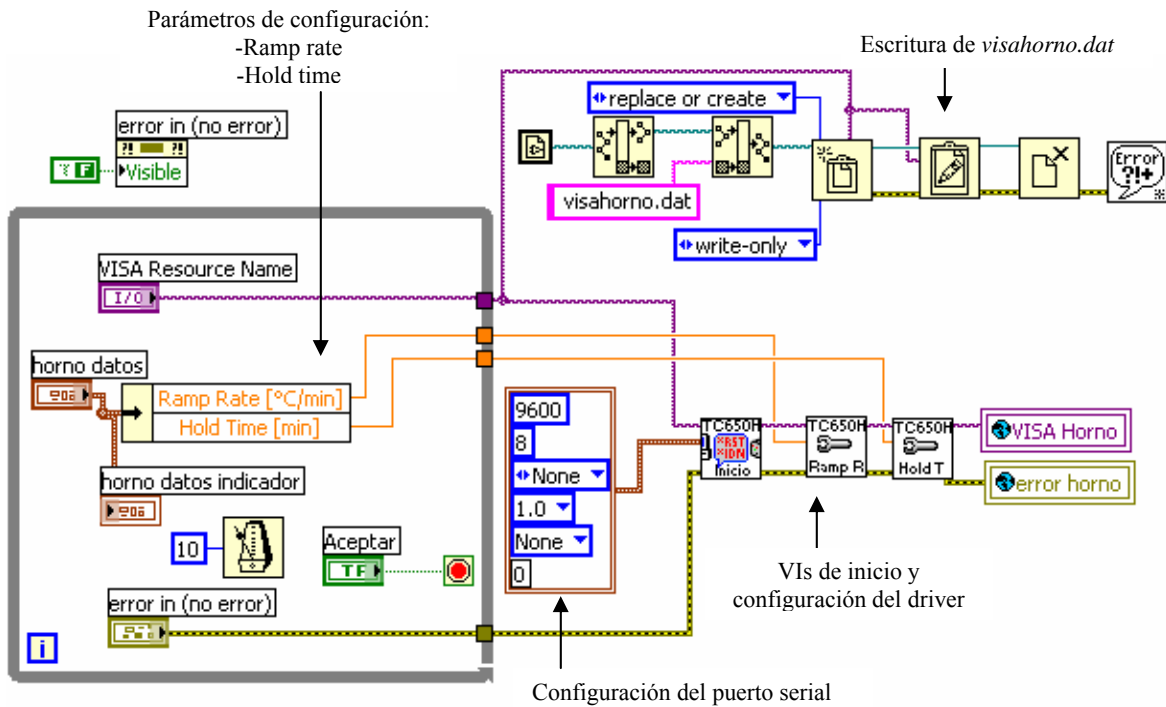 Parámetros de configuración:
-Ramp rate
-Hold time
Escritura de visahorno.dat
error in (no error)
?! ?!
F
Visible
replace or create
visahorno.dat
write-only
Error
?!+
VISA Resource Name
I/O
horno datos
Ramp Rate [°C/min]
Hold Time [min]
horno datos indicador
10
Aceptar
TF
error in (no error)
i
9600
8
None
1.0
None
0
TC650H
*RST
*IDN
Inicio
TC650H
Ramp R
TC650H
Hold T
VISA Horno
error horno
VIs de inicio y
configuración del driver
Configuración del puerto serial